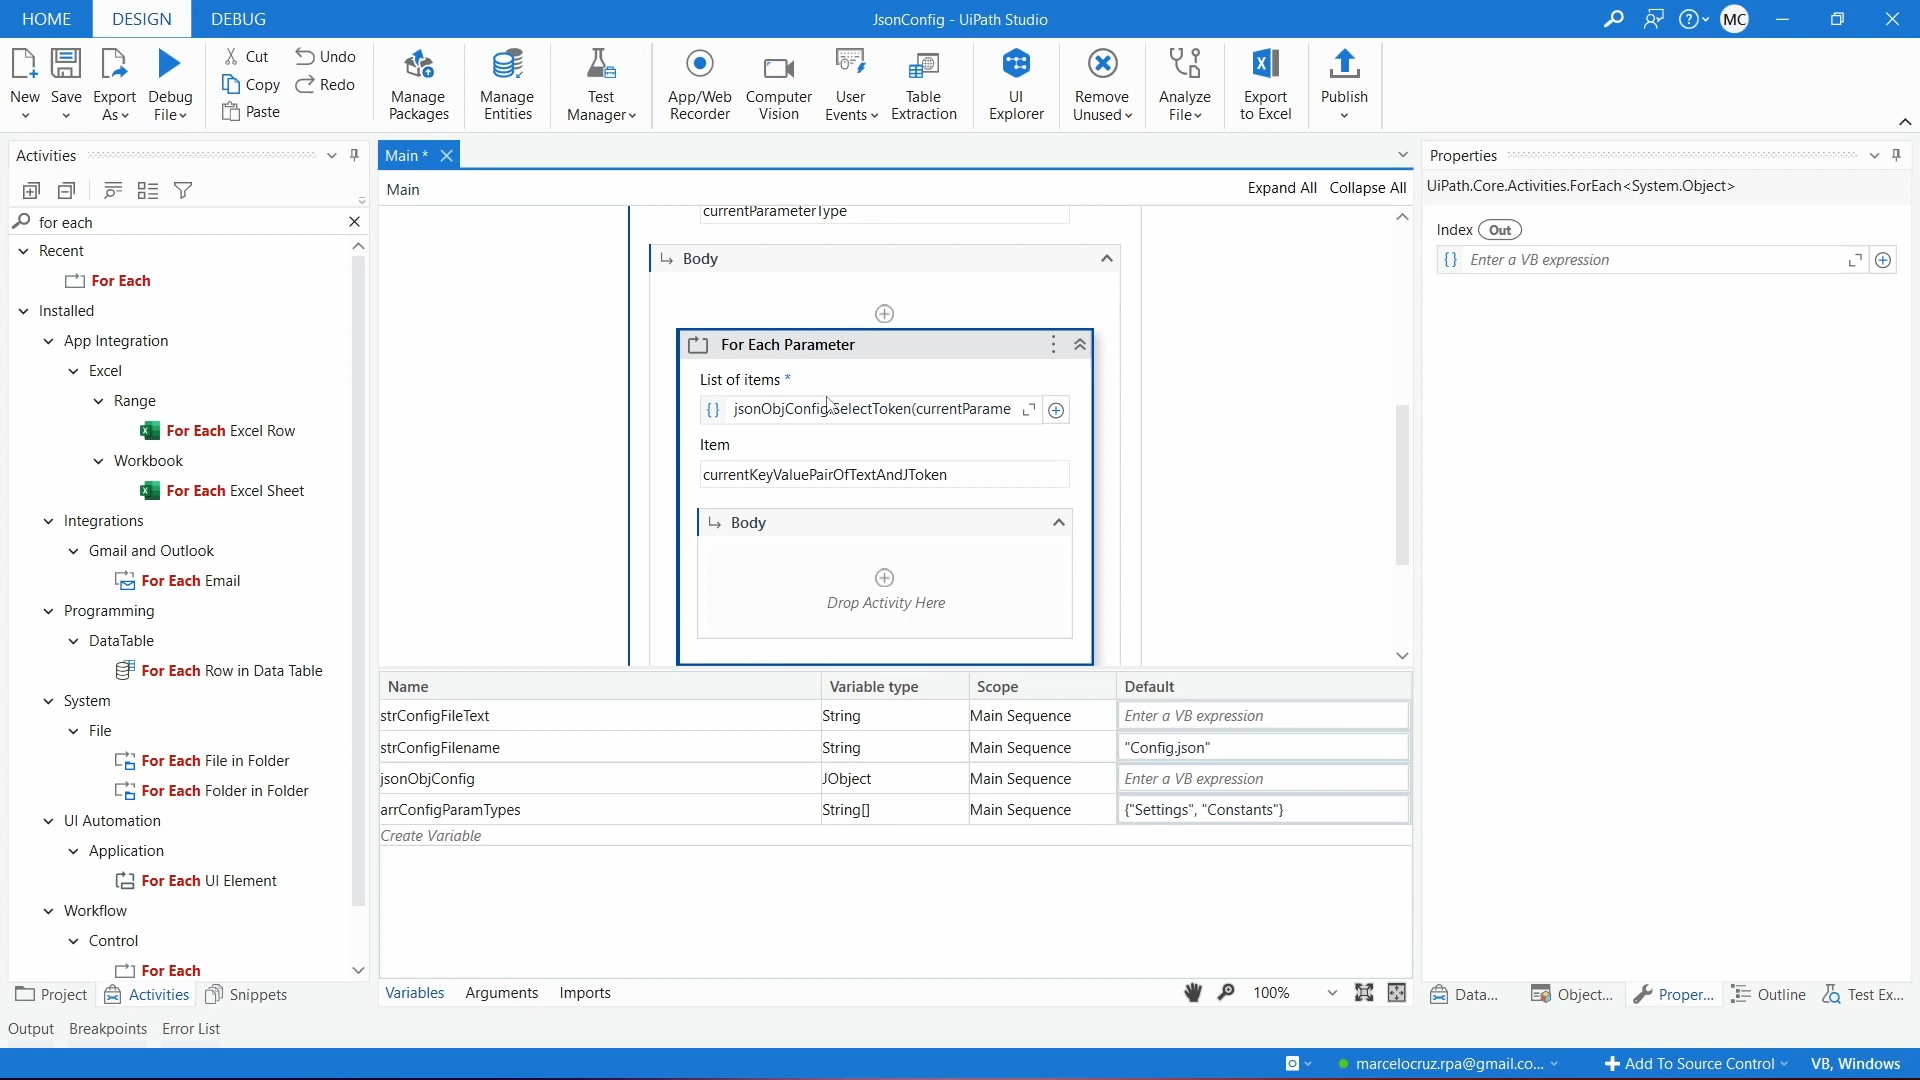 HOME DESIGN DEBUG JsonConfig - UiPath Studio MC
New Save Export As Debug File Cut Copy Paste Undo Redo Manage Packages Manage Entities Test Manager App/Web Recorder Computer Vision User Events Table Extraction UI Explorer Remove Unused Analyze File Export to Excel Publish
Activities
for each
Recent
For Each
Installed
App Integration
Excel
Range
For Each Excel Row
Workbook
For Each Excel Sheet
Integrations
Gmail and Outlook
For Each Email
Programming
DataTable
For Each Row in Data Table
System
File
For Each File in Folder
For Each Folder in Folder
UI Automation
Application
For Each UI Element
Workflow
Control
For Each
Project Activities Snippets
Main *
Main Expand All Collapse All
currentParameterType
Body
For Each Parameter
List of items *
{} jsonObjConfig.SelectToken(currentParame
Item
currentKeyValuePairOfTextAndJToken
Body
Drop Activity Here
Name Variable type Scope Default
strConfigFileText String Main Sequence Enter a VB expression
strConfigFilename String Main Sequence "Config.json"
jsonObjConfig JObject Main Sequence Enter a VB expression
arrConfigParamTypes String[] Main Sequence {"Settings", "Constants"}
Create Variable
Variables Arguments Imports 100%
Properties
UiPath.Core.Activities.ForEach<System.Object>
Index Out
{} Enter a VB expression
Data... Object... Proper... Outline Test Ex...
Output Breakpoints Error List
marcelocruz.rpa@gmail.co... Add To Source Control VB, Windows